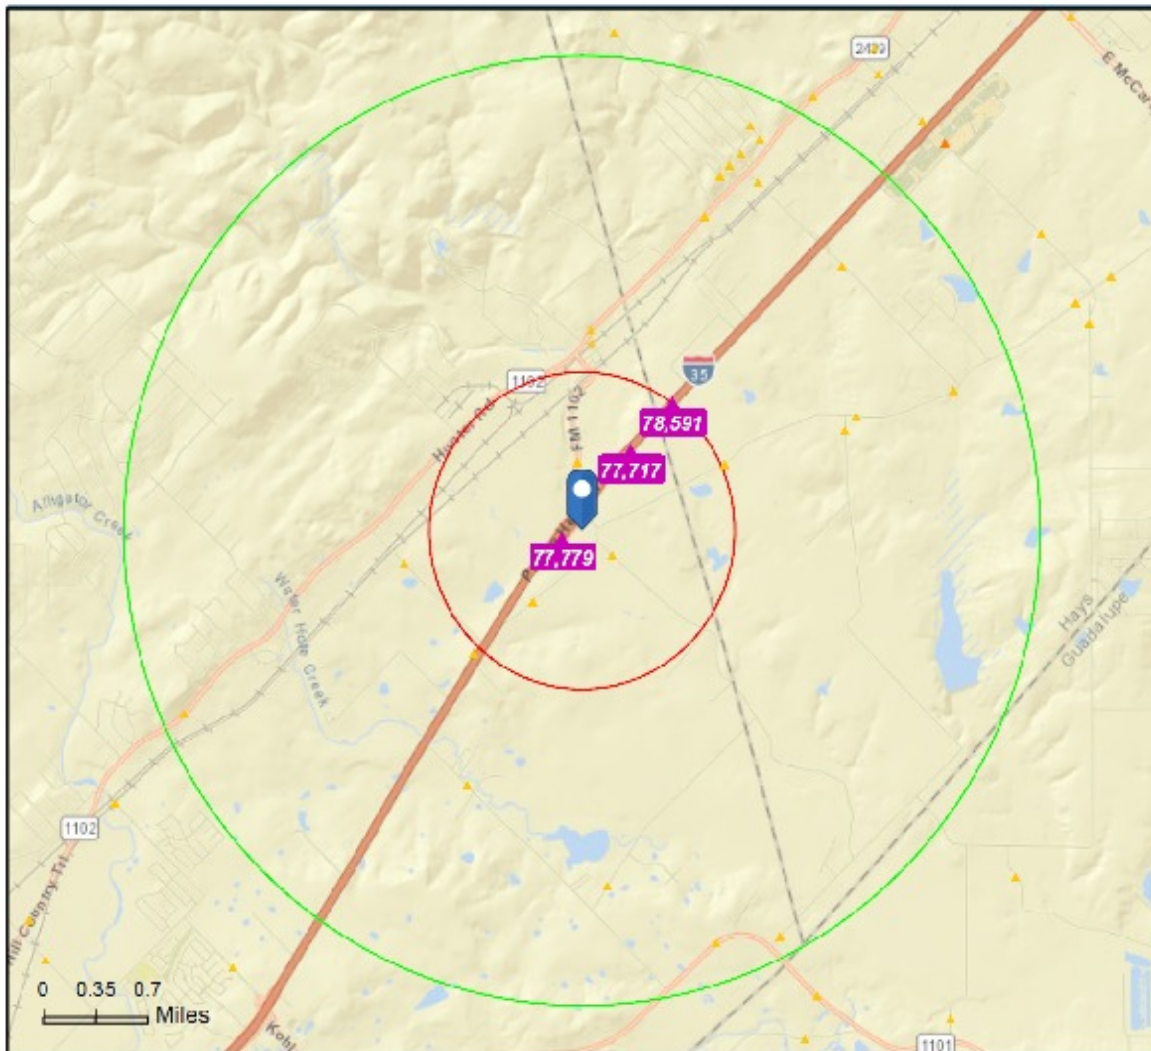 2439
E McCar
1102
35
Hunter Rd
FM 1102
78,591
77,717
77,779
Alligator Creek
Water Hole Creek
Hays
Guadalupe
1102
Hill Country Trl
0 0.35 0.7
Miles
Kohl
1101